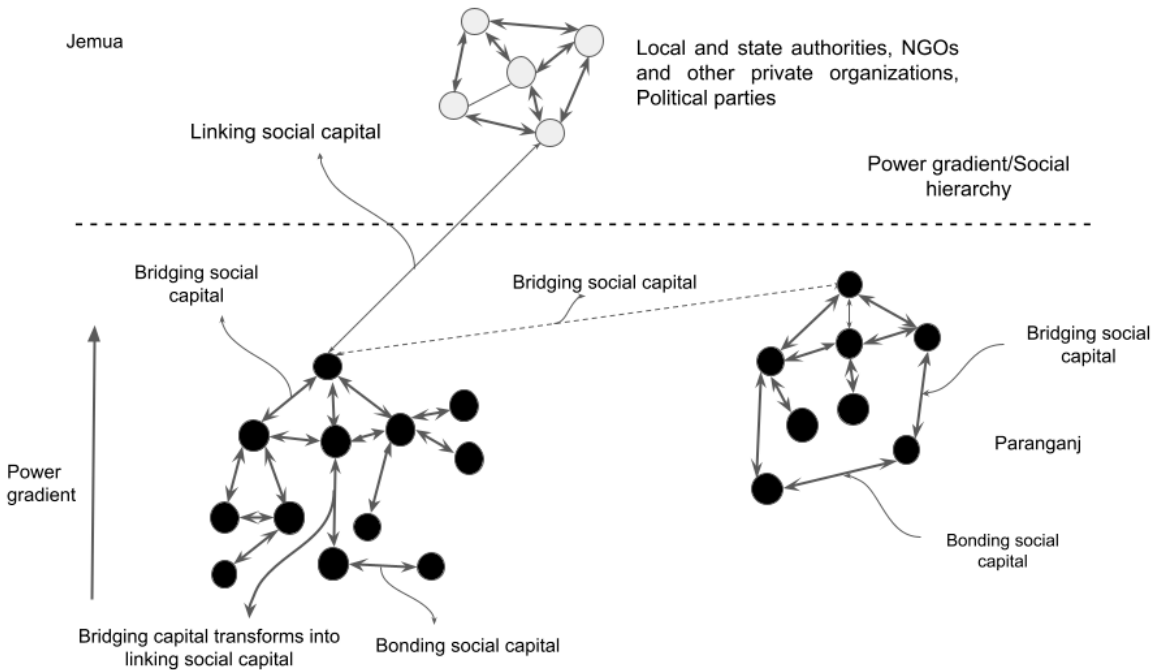 Jemua
Local and state authorities, NGOs
and other private organizations,
Political parties
Linking social capital
Power gradient/Social
hierarchy
Bridging social
capital
Bridging social capital
Bridging social
capital
Paranganj
Power
gradient
Bonding social
capital
Bridging capital transforms into
linking social capital
Bonding social capital